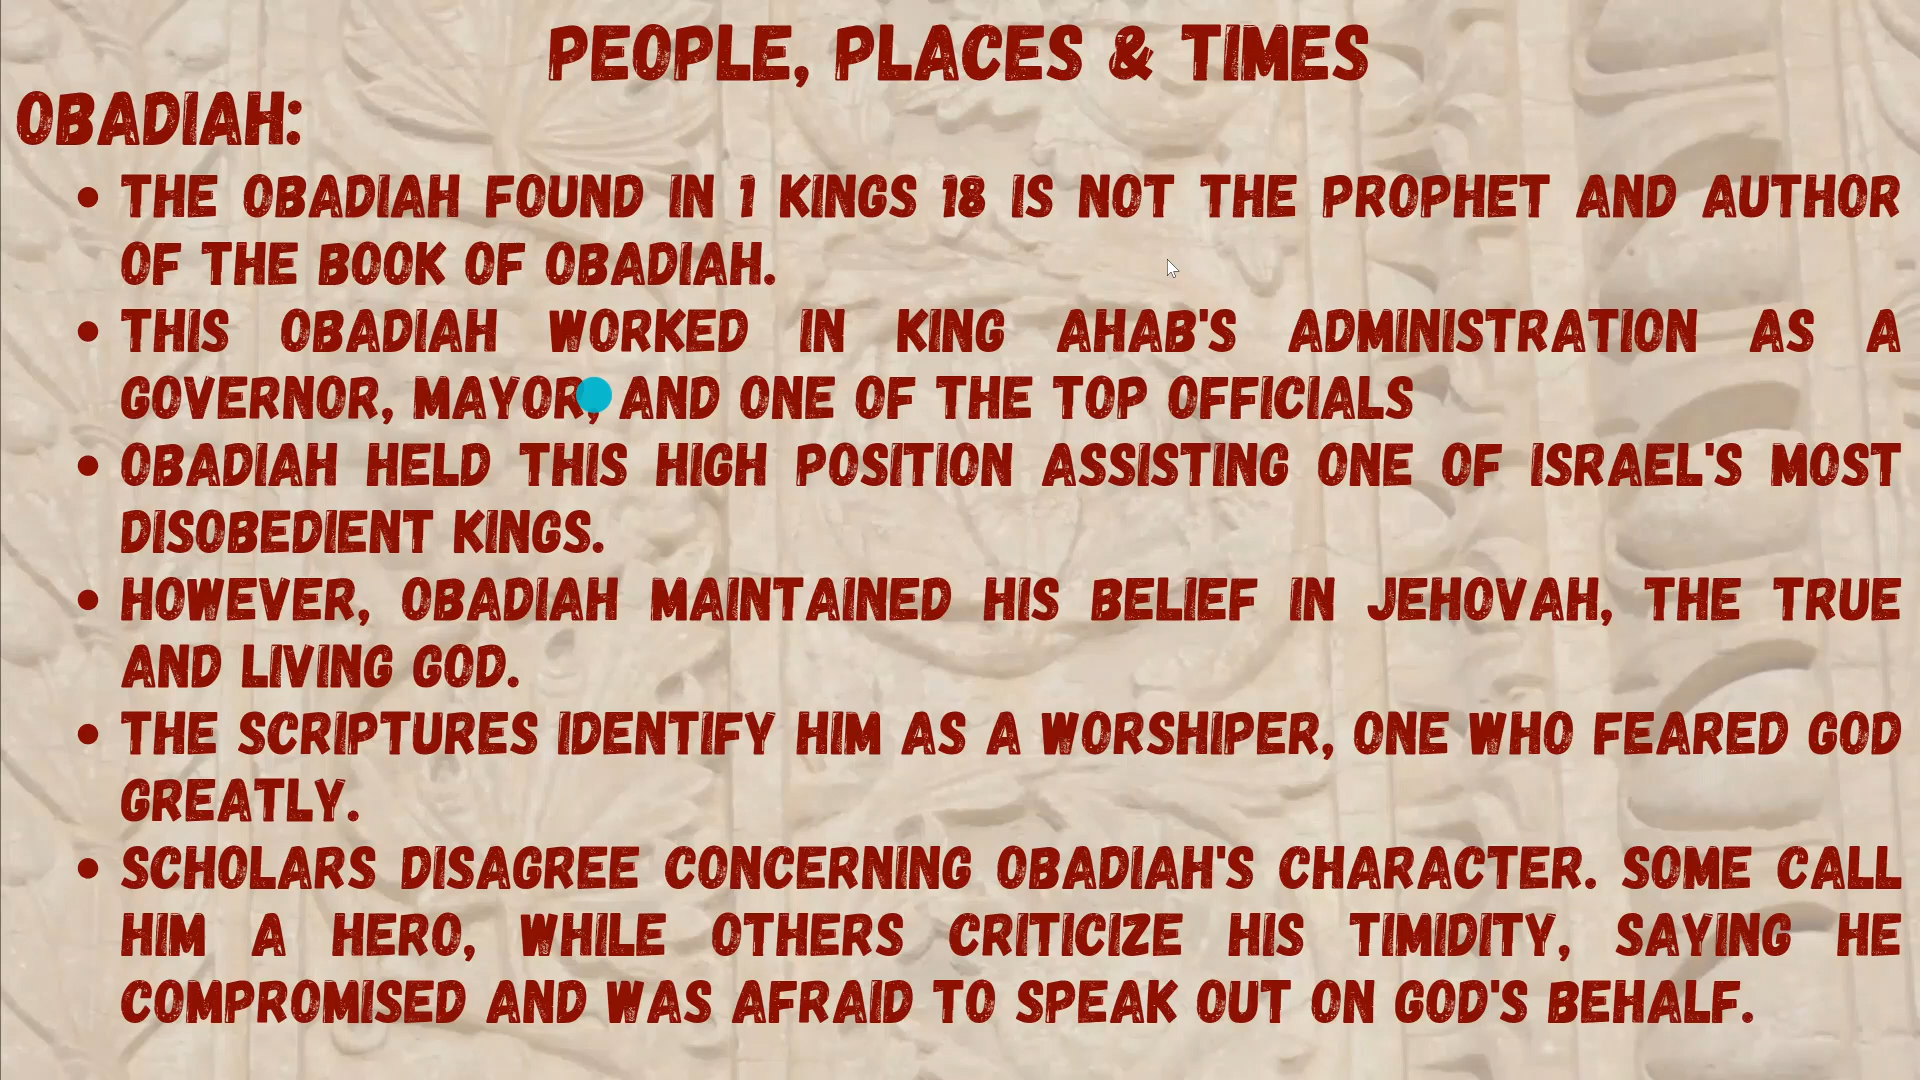 PEOPLE, PLACES & TIMES
OBADIAH:
• THE OBADIAH FOUND IN 1 KINGS 18 IS NOT THE PROPHET AND AUTHOR
OF THE BOOK OF OBADIAH.
• THIS OBADIAH WORKED IN KING AHAB'S ADMINISTRATION AS A
GOVERNOR, MAYOR, AND ONE OF THE TOP OFFICIALS
• OBADIAH HELD THIS HIGH POSITION ASSISTING ONE OF ISRAEL'S MOST
DISOBEDIENT KINGS.
• HOWEVER, OBADIAH MAINTAINED HIS BELIEF IN JEHOVAH, THE TRUE
AND LIVING GOD.
• THE SCRIPTURES IDENTIFY HIM AS A WORSHIPER, ONE WHO FEARED GOD
GREATLY.
• SCHOLARS DISAGREE CONCERNING OBADIAH'S CHARACTER. SOME CALL
HIM A HERO, WHILE OTHERS CRITICIZE HIS TIMIDITY, SAYING HE
COMPROMISED AND WAS AFRAID TO SPEAK OUT ON GOD'S BEHALF.